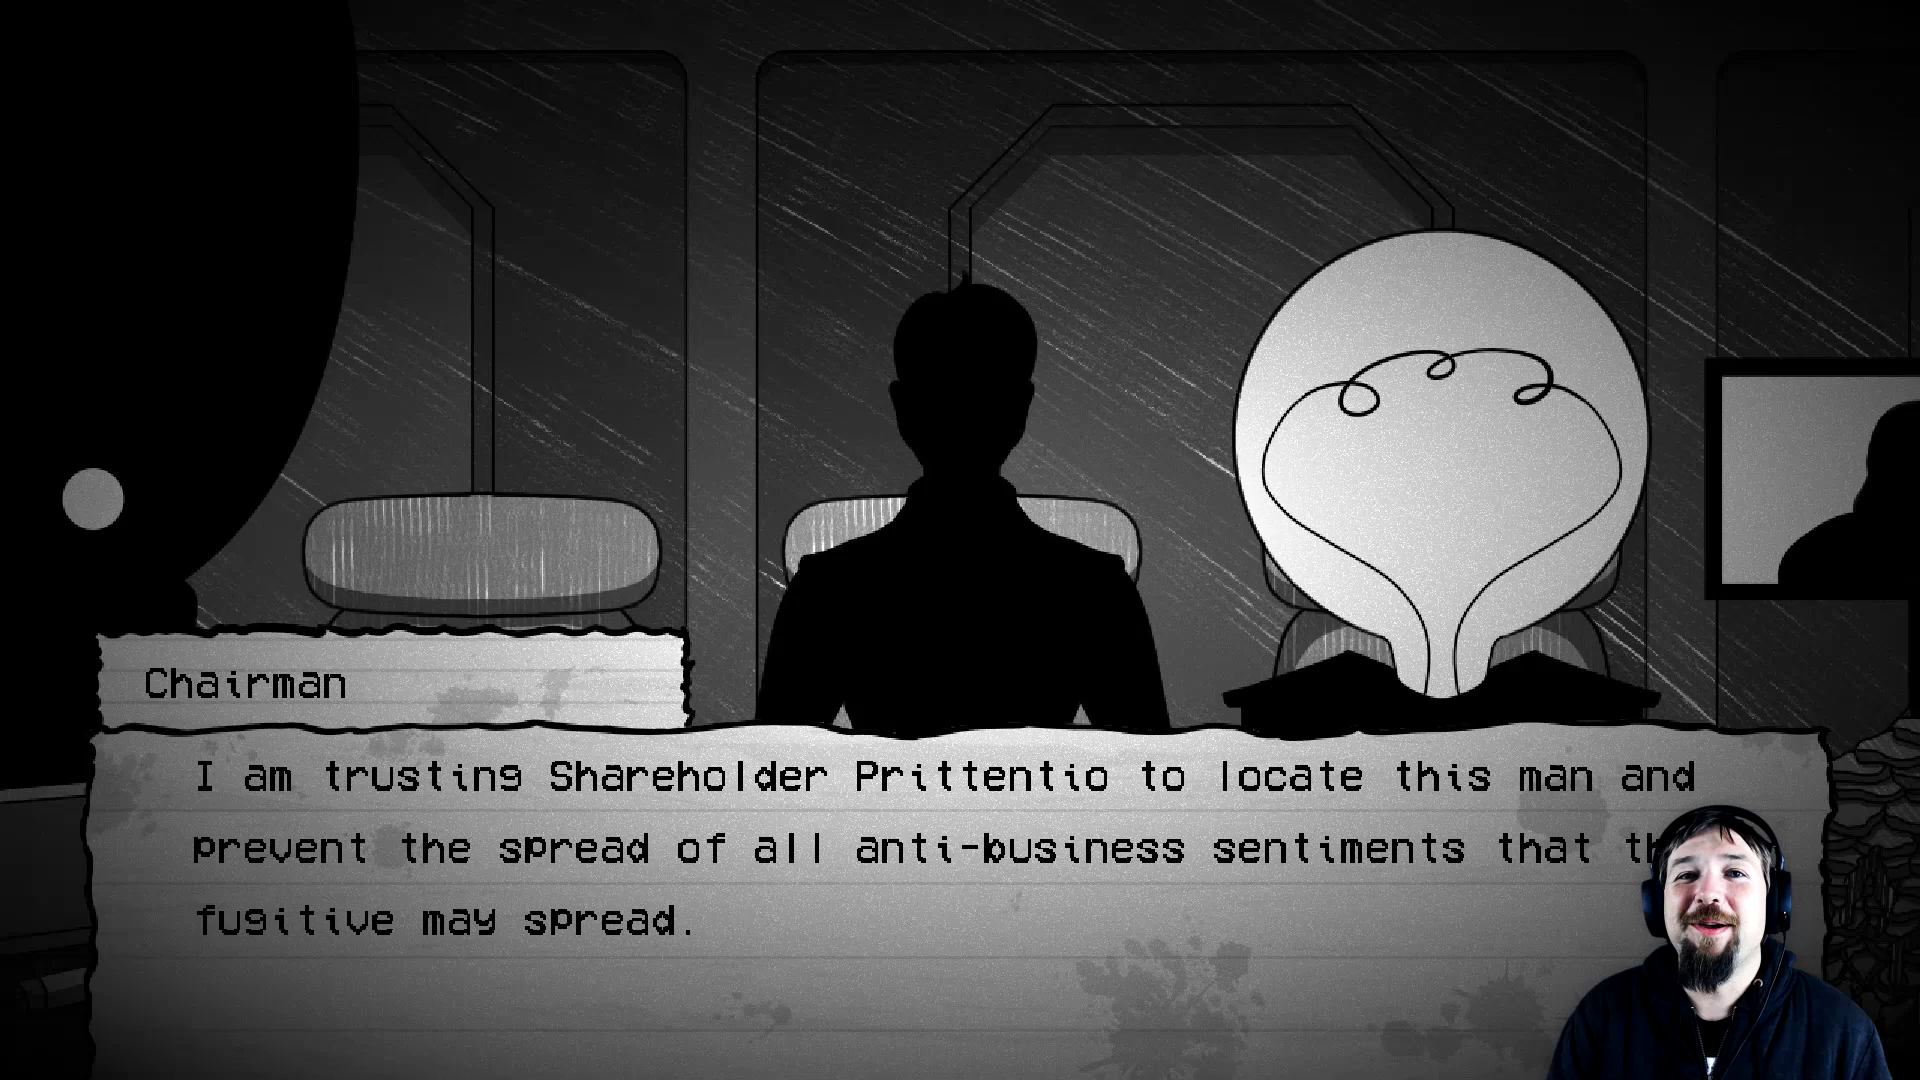 Chairman
I am trusting Shareholder Prittentio to locate this man and
prevent the spread of all anti-business sentiments that
fugitive may spread.